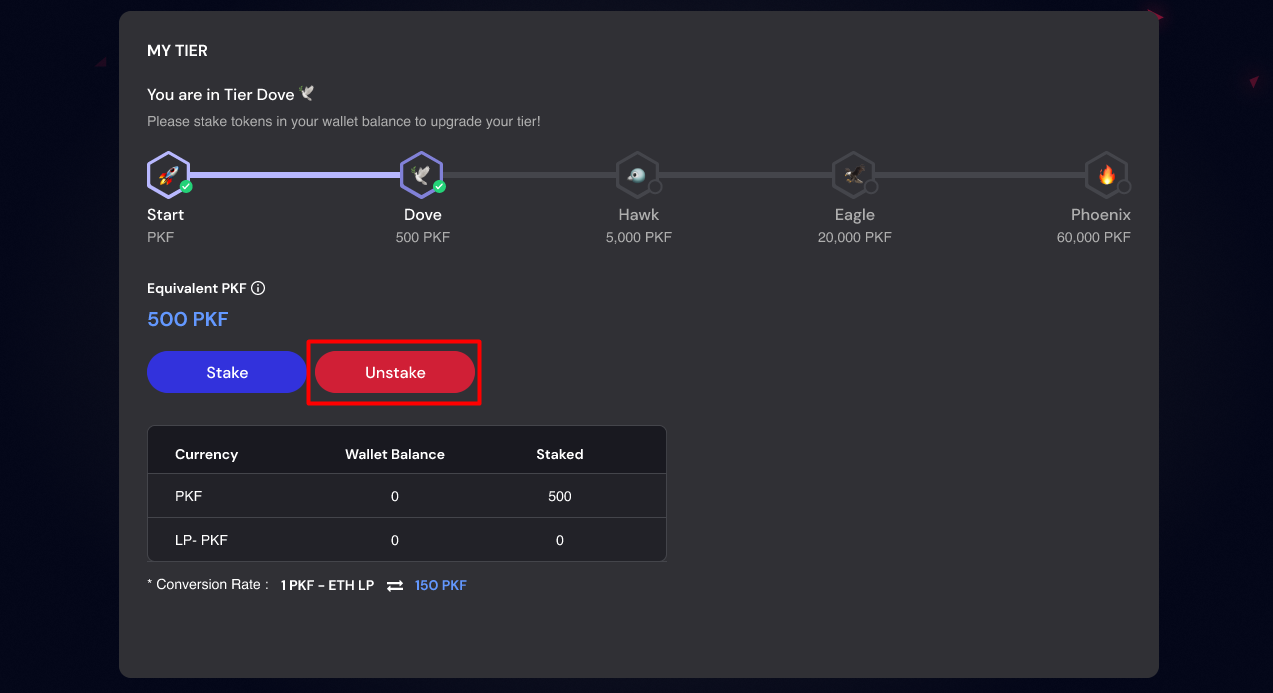 MY TIER
You are in Tier Dove 🕊
Please stake tokens in your wallet balance to upgrade your tier!
Start Dove Hawk Eagle Phoenix
PKF 500 PKF 5,000 PKF 20,000 PKF 60,000 PKF
Equivalent PKF
500 PKF
Stake Unstake
Currency Wallet Balance Staked
PKF 0 500
LP- PKF 0 0
* Conversion Rate : 1 PKF - ETH LP ⇄ 150 PKF